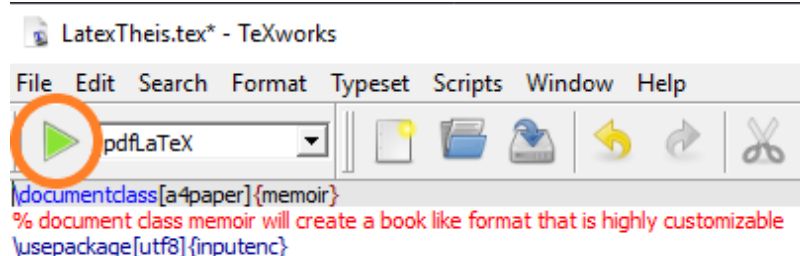 LatexTheis.tex* - TeXworks
File Edit Search Format Typeset Scripts Window Help
pdfLaTeX
\documentclass[a4paper]{memoir}
% document class memoir will create a book like format that is highly customizable
\usepackage[utf8]{inputenc}